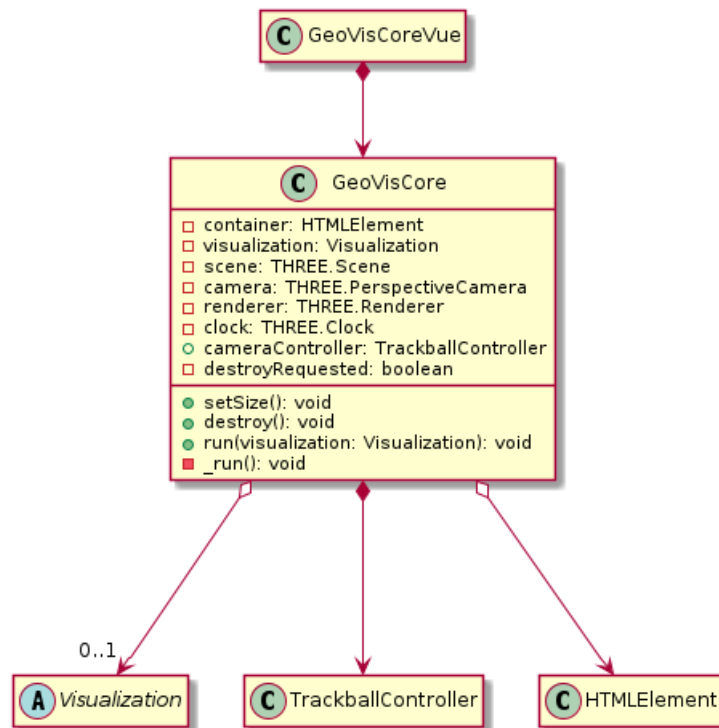 C GeoVisCoreVue
C GeoVisCore
container: HTMLElement
visualization: Visualization
scene: THREE.Scene
camera: THREE.PerspectiveCamera
renderer: THREE.Renderer
clock: THREE.Clock
cameraController: TrackballController
destroyRequested: boolean
setSize(): void
destroy(): void
run(visualization: Visualization): void
_run(): void
0..1
A Visualization
C TrackballController
C HTMLElement